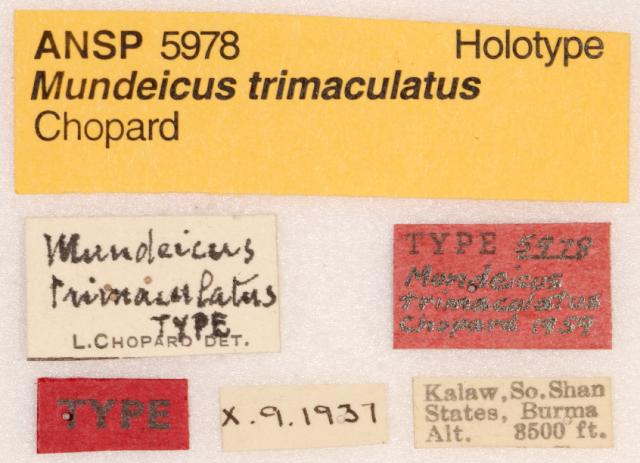 ANSP 5978 Holotype
Mundeicus trimaculatus
Chopard
Mundeicus
trimaculatus
TYPE
L.CHOPARD DET.
TYPE 5978
Mundeicus
trimaculatus
Chopard 1959
TYPE
X.9.1937
Kalaw, So. Shan
States, Burma
Alt. 8500 ft.